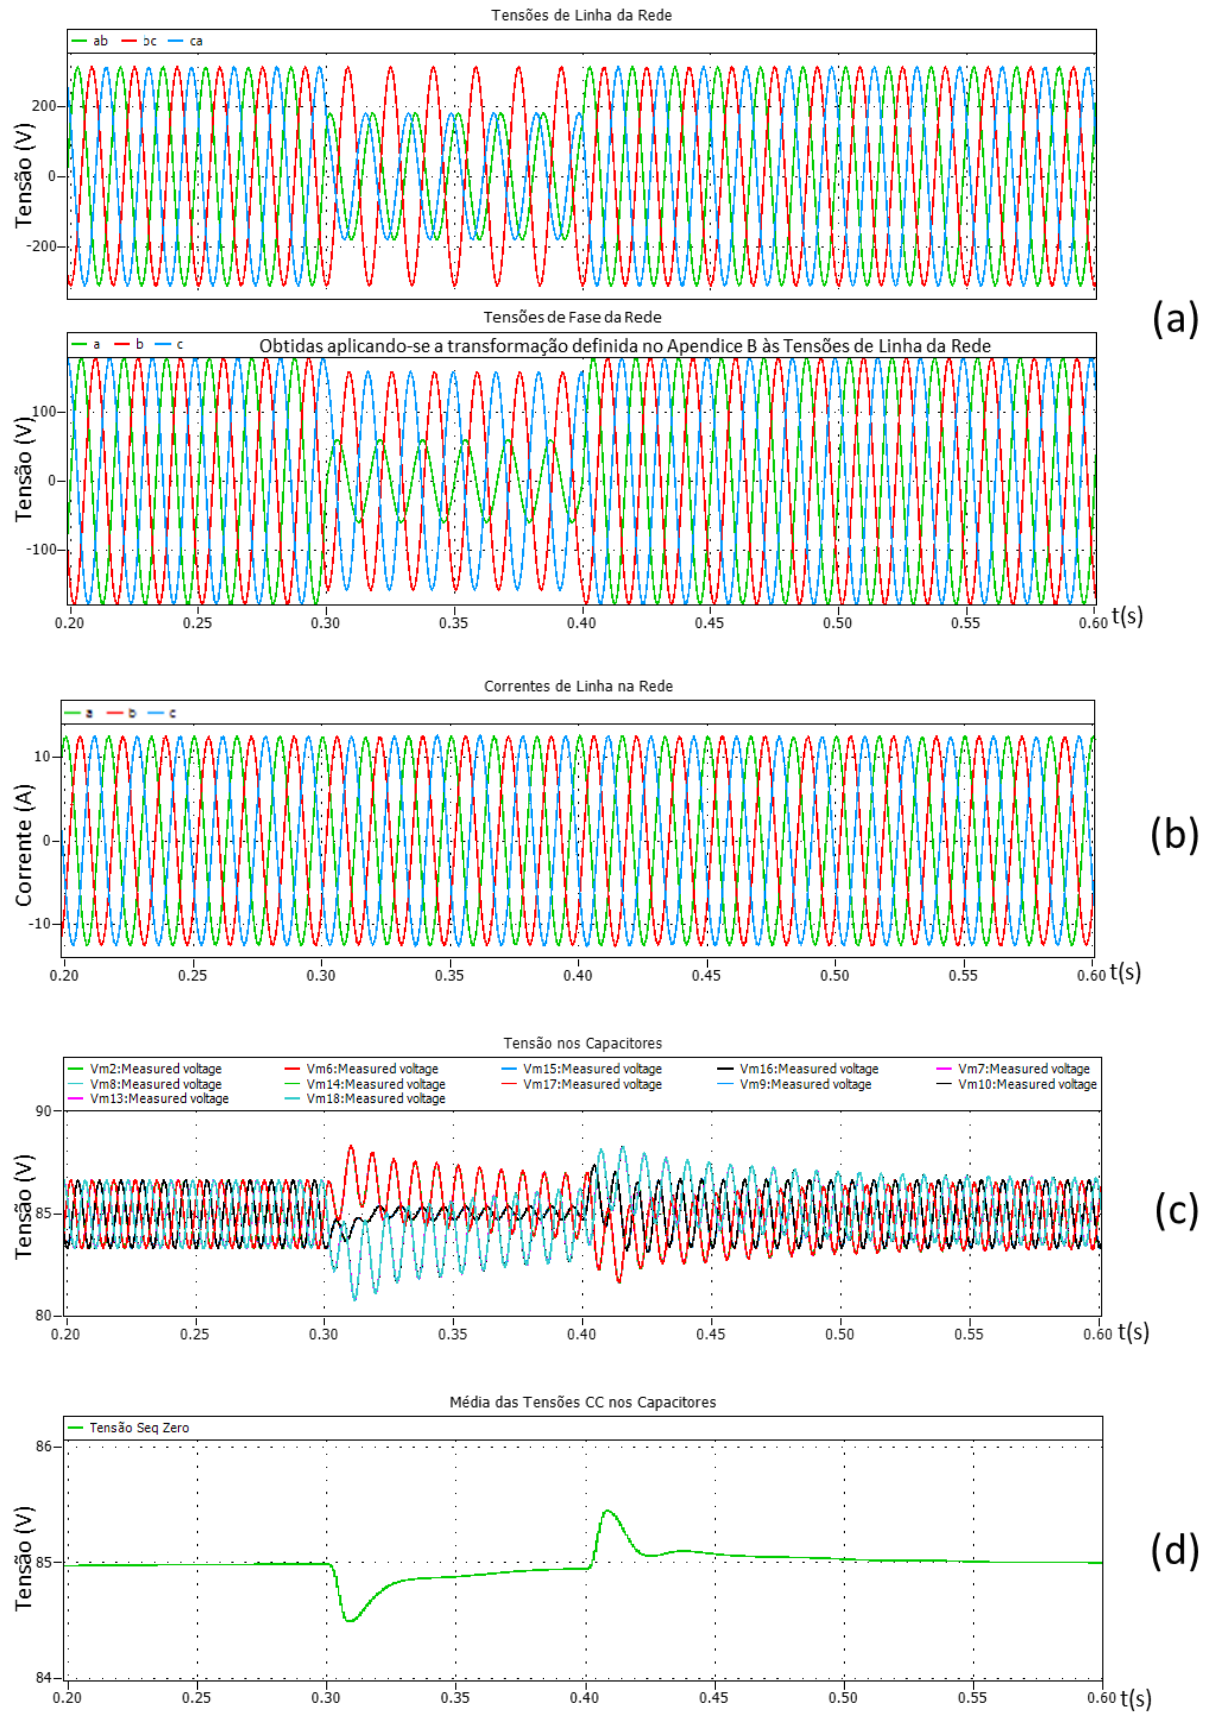 Tensões de Linha da Rede
ab bc ca
Tensão (V)
200
0
-200
(a)
Tensões de Fase da Rede
a b c Obtidas aplicando-se a transformação definida no Apendice B às Tensões de Linha da Rede
Tensão (V)
100
0
-100
0.20 0.25 0.30 0.35 0.40 0.45 0.50 0.55 0.60 t(s)
Correntes de Linha na Rede
a b c
Corrente (A)
10
0
-10
(b)
0.20 0.25 0.30 0.35 0.40 0.45 0.50 0.55 0.60 t(s)
Tensão nos Capacitores
Vm2:Measured voltage Vm6:Measured voltage Vm15:Measured voltage Vm16:Measured voltage Vm7:Measured voltage
Vm8:Measured voltage Vm14:Measured voltage Vm17:Measured voltage Vm9:Measured voltage Vm10:Measured voltage
Vm13:Measured voltage Vm18:Measured voltage
Tensão (V)
90
85
80
(c)
0.20 0.25 0.30 0.35 0.40 0.45 0.50 0.55 0.60 t(s)
Média das Tensões CC nos Capacitores
Tensão Seq Zero
Tensão (V)
86
85
84
(d)
0.20 0.25 0.30 0.35 0.40 0.45 0.50 0.55 0.60 t(s)